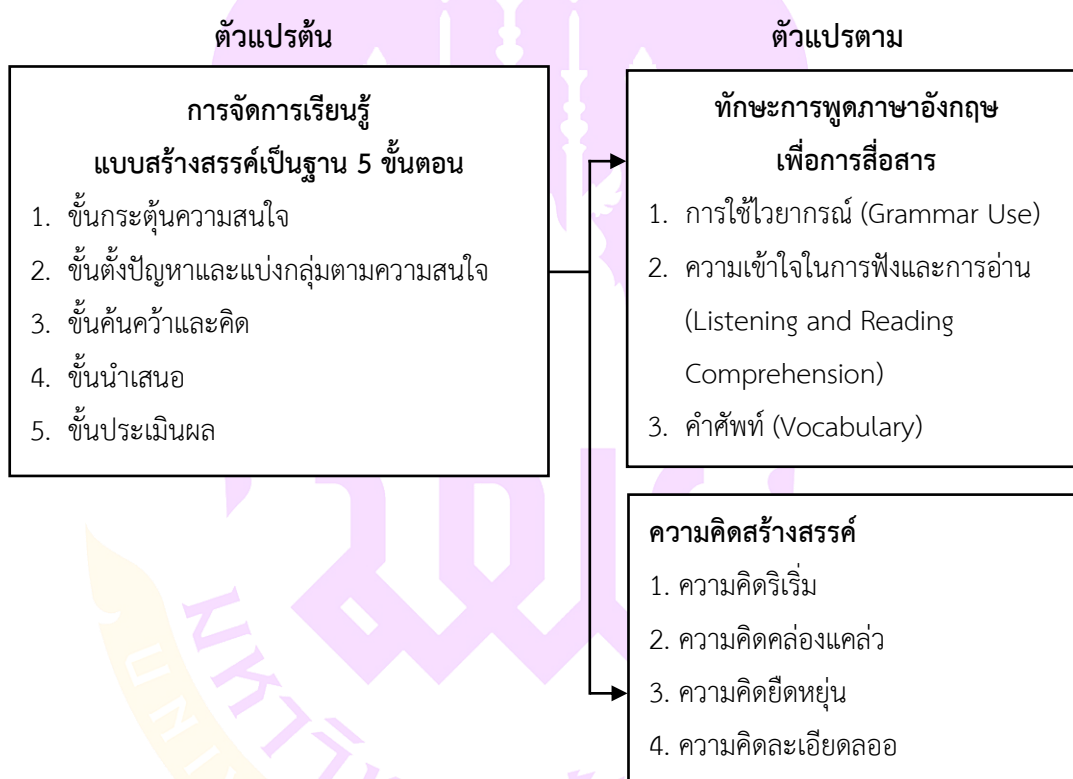 ตัวแปรต้น
การจัดการเรียนรู้
แบบสร้างสรรค์เป็นฐาน 5 ขั้นตอน
1. ขั้นกระตุ้นความสนใจ
2. ขั้นตั้งปัญหาและแบ่งกลุ่มตามความสนใจ
3. ขั้นค้นคว้าและคิด
4. ขั้นนำเสนอ
5. ขั้นประเมินผล
ตัวแปรตาม
ทักษะการพูดภาษาอังกฤษ
เพื่อการสื่อสาร
1. การใช้ไวยากรณ์ (Grammar Use)
2. ความเข้าใจในการฟังและการอ่าน
(Listening and Reading
Comprehension)
3. คำศัพท์ (Vocabulary)
ความคิดสร้างสรรค์
1. ความคิดริเริ่ม
2. ความคิดคล่องแคล่ว
3. ความคิดยืดหยุ่น
4. ความคิดละเอียดลออ